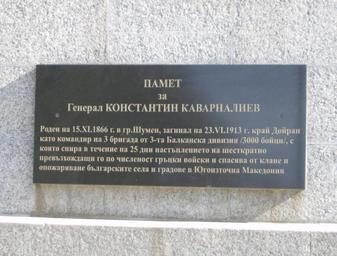 ПАМЕТ
за
Генерал КОНСТАНТИН КАВАРНАЛИЕВ
Роден на 15.XI.1866 г. в гр.Шумен, загинал на 23.VI.1913 г. край Дойран
като командир на 3 бригада от 3-та Балканска дивизия /3000 бойци/, с
които спира в течение на 25 дни настъплението на шесткратно
превъзхождащи го по численост гръцки войски и спасява от клане и
опожаряване българските села и градове в Югоизточна Македония